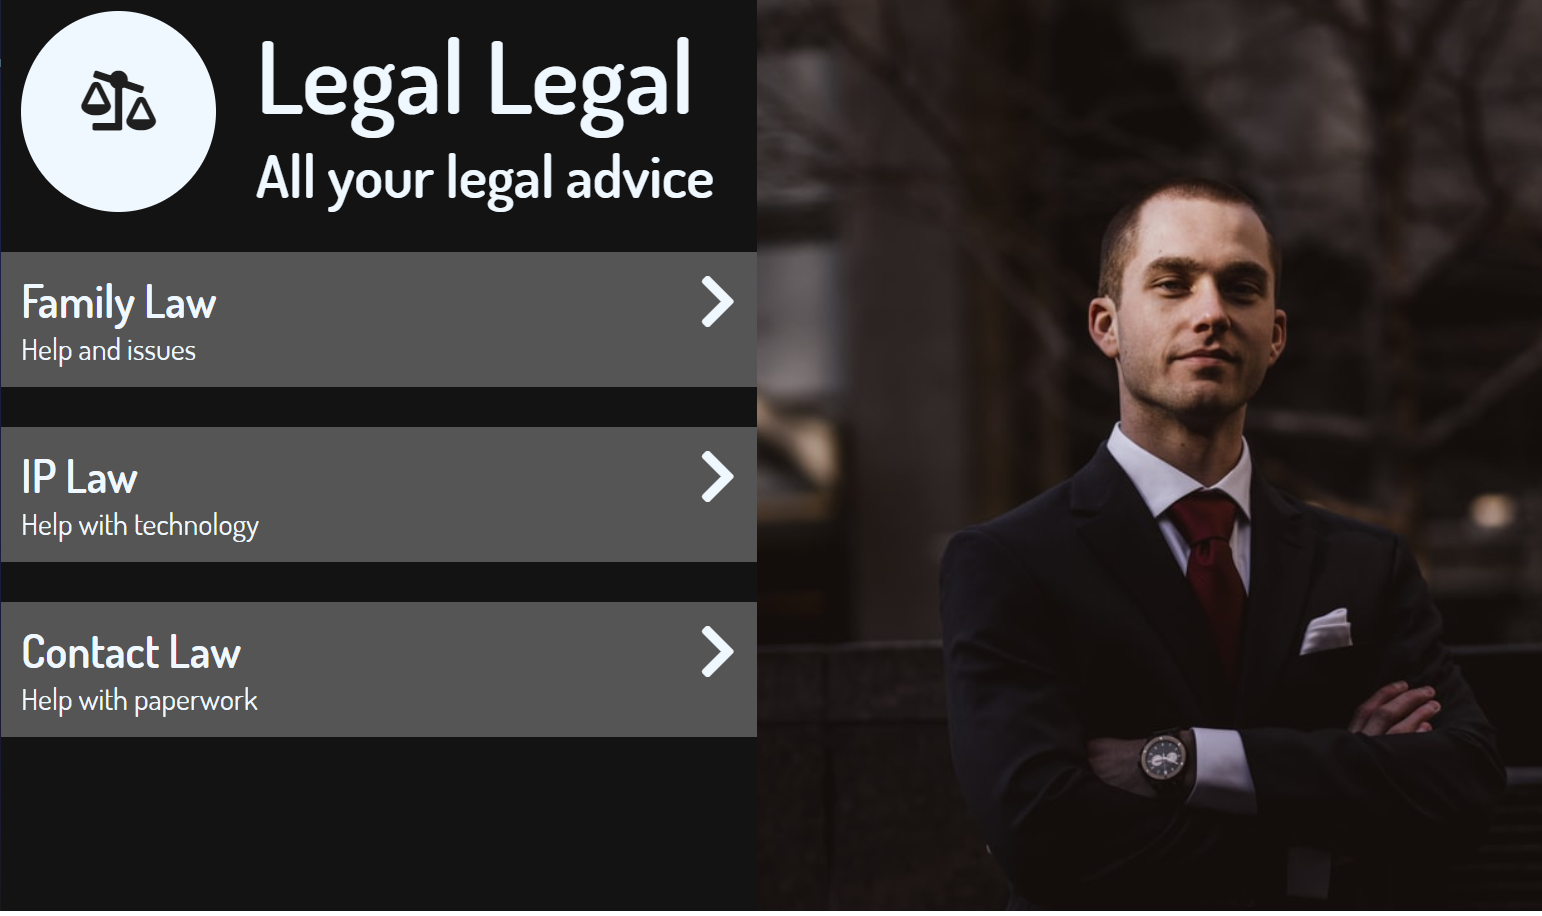 Legal Legal
All your legal advice
Family Law
Help and issues
IP Law
Help with technology
Contact Law
Help with paperwork